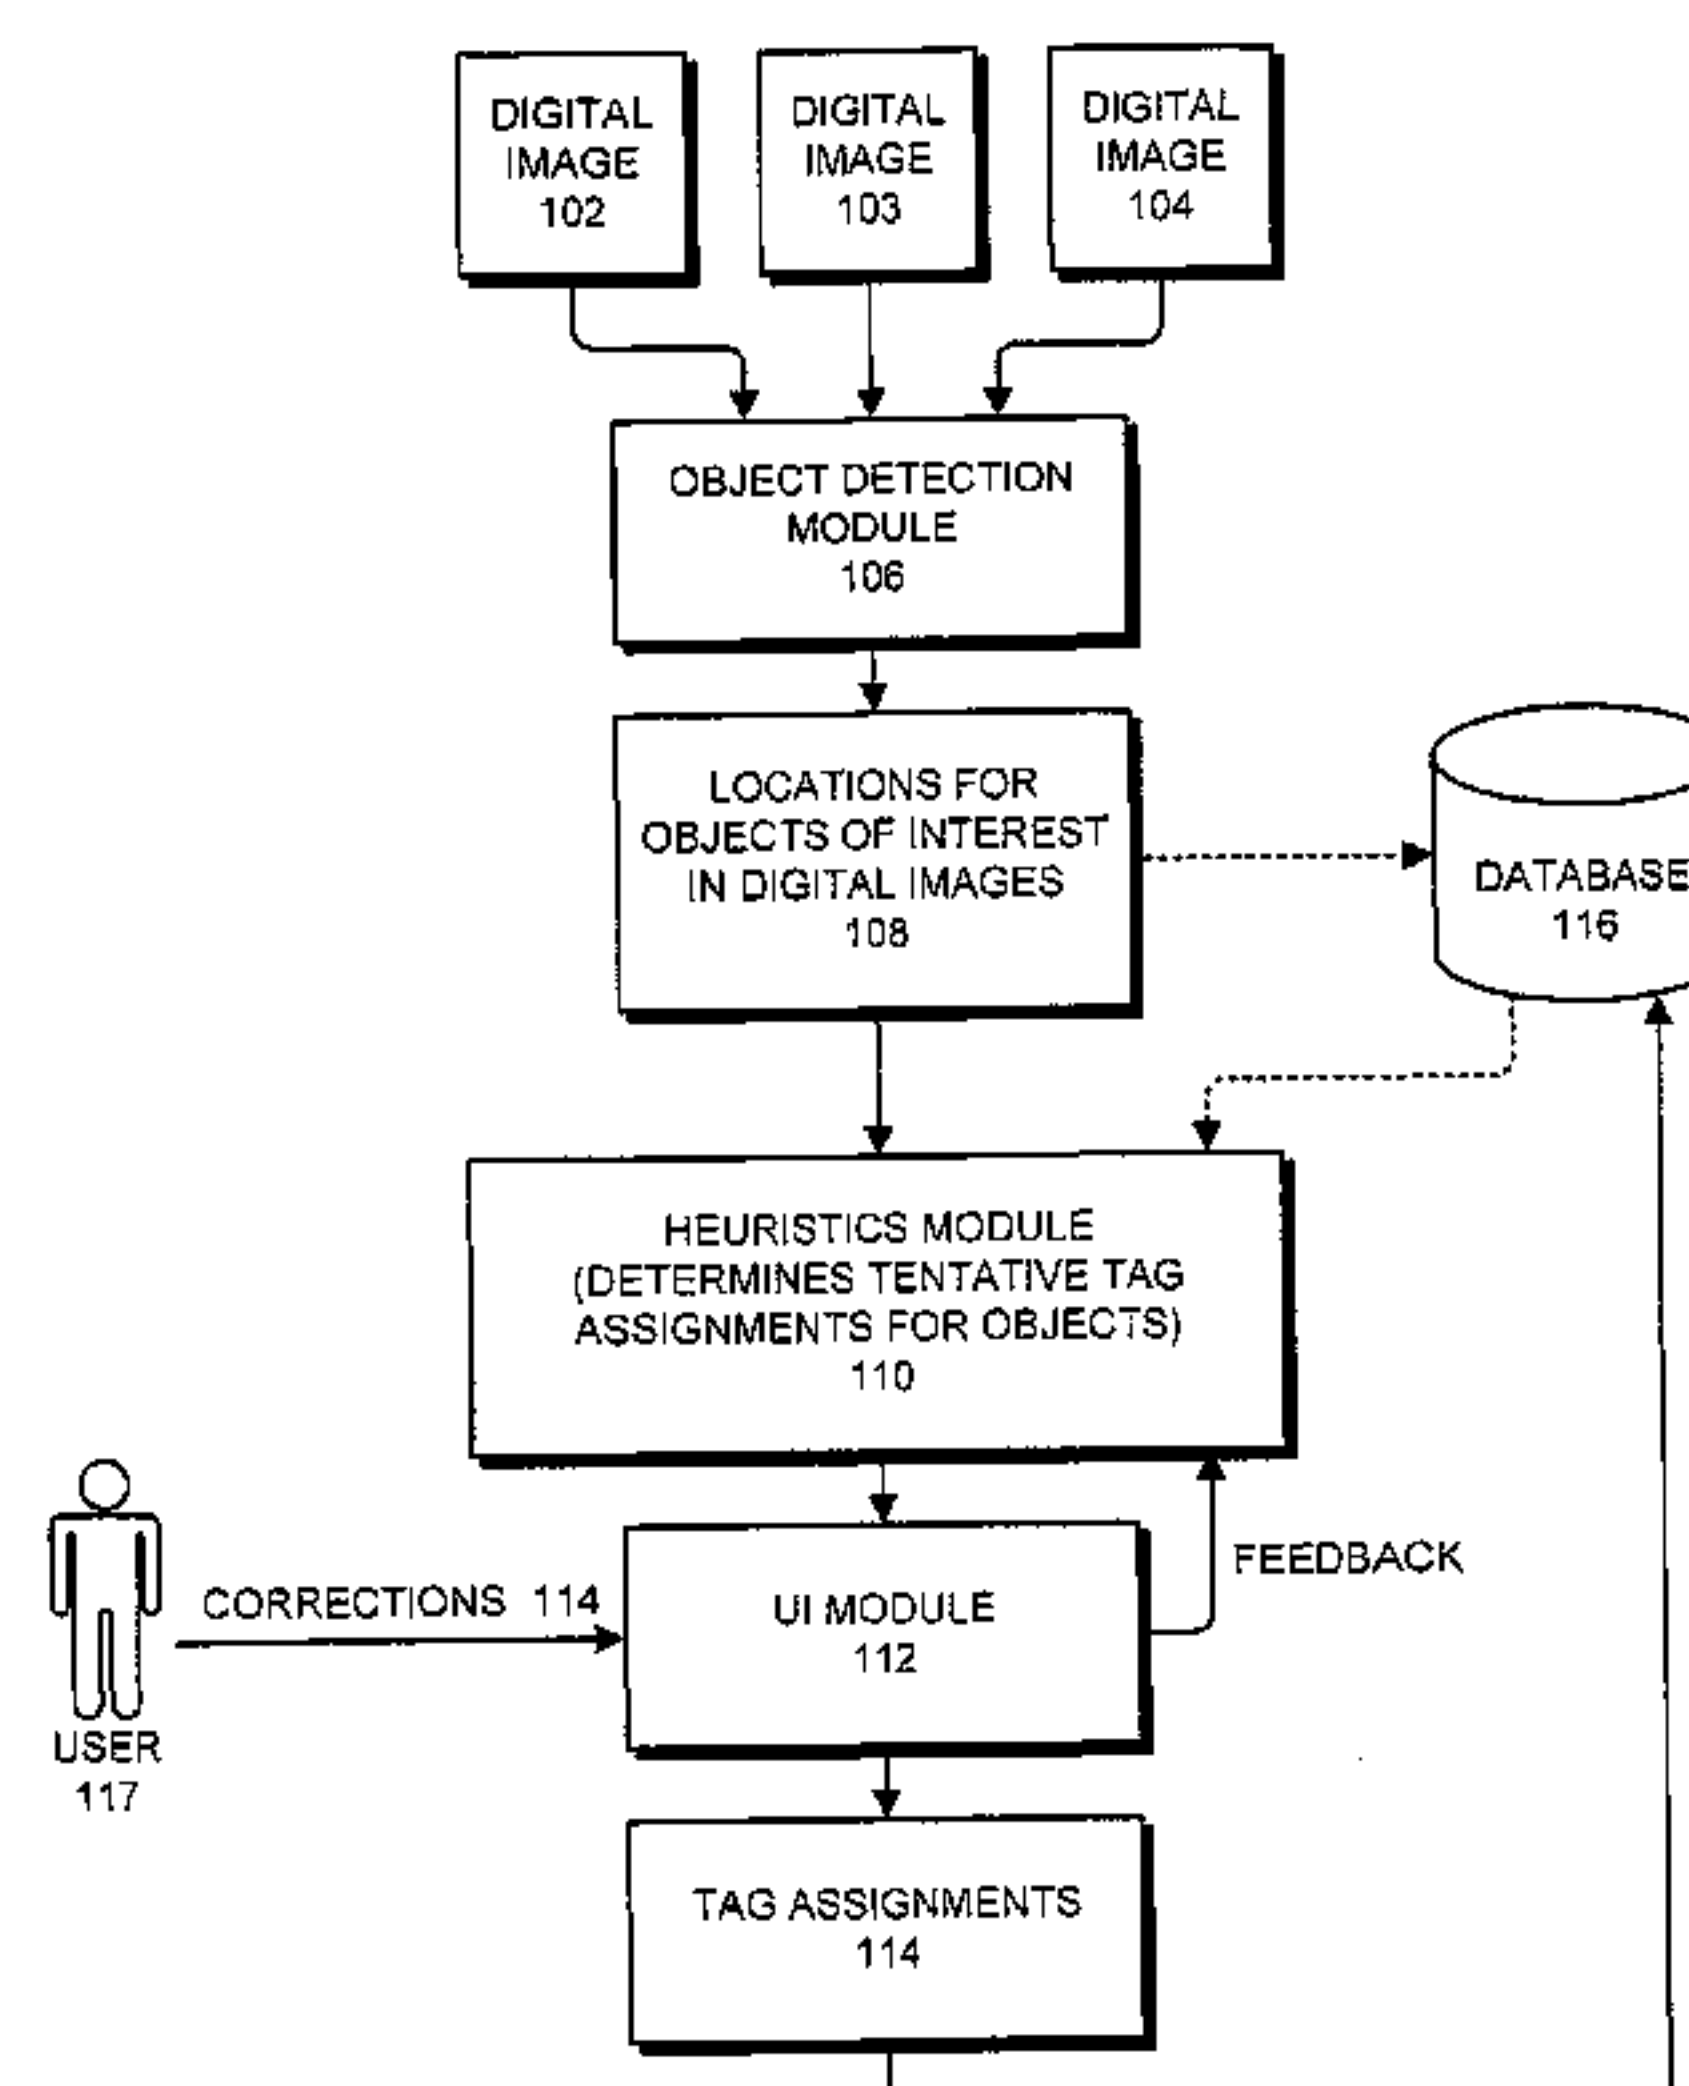 DIGITAL
IMAGE
102
DIGITAL
IMAGE
103
DIGITAL
IMAGE
104
OBJECT DETECTION
MODULE
106
LOCATIONS FOR
OBJECTS OF INTEREST
IN DIGITAL IMAGES
108
DATABASE
116
HEURISTICS MODULE
(DETERMINES TENTATIVE TAG
ASSIGNMENTS FOR OBJECTS)
110
FEEDBACK
CORRECTIONS 114
UI MODULE
112
USER
117
TAG ASSIGNMENTS
114